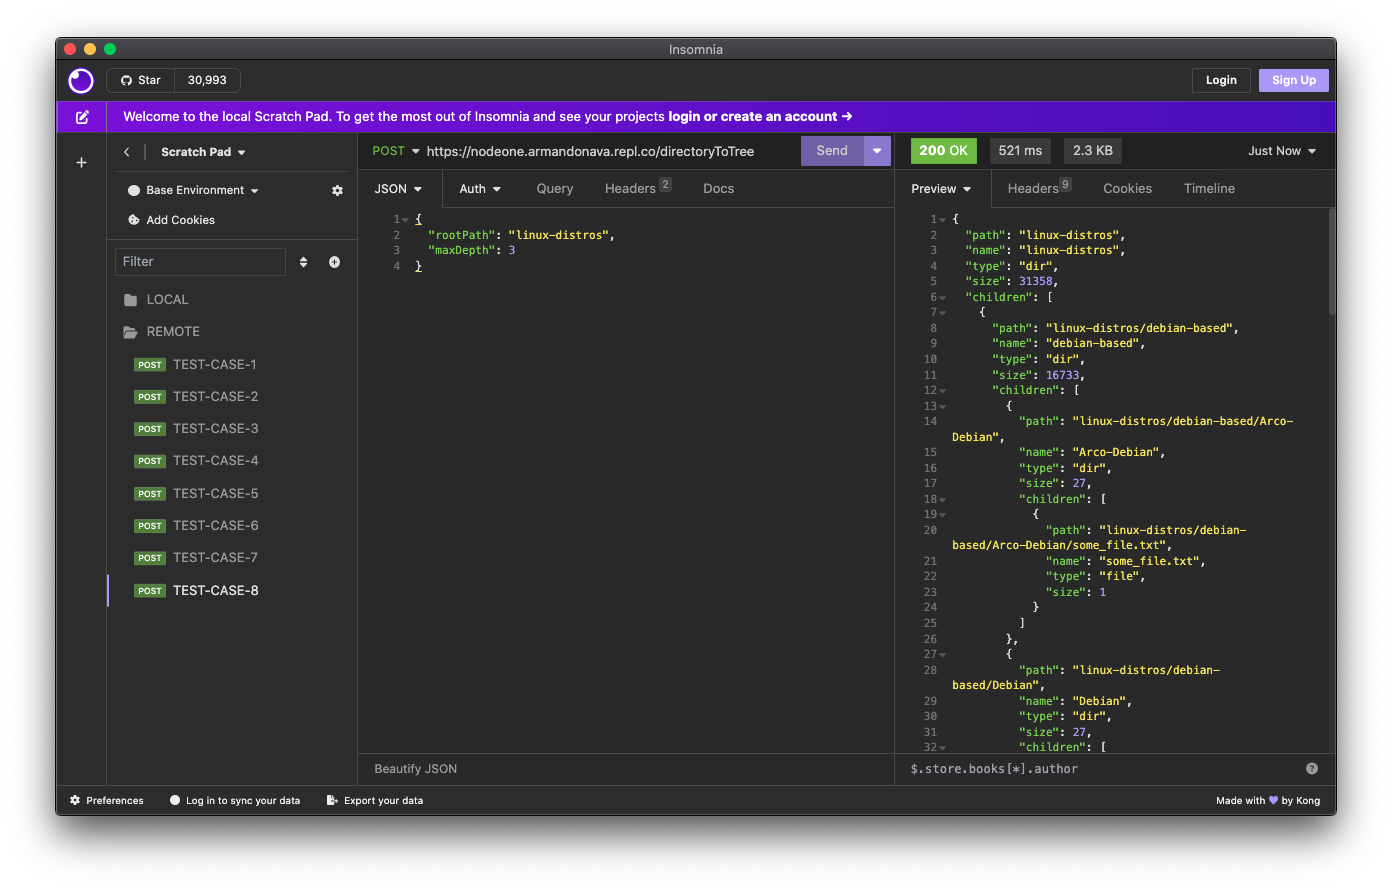 Insomnia
Star 30,993
Login Sign Up
Welcome to the local Scratch Pad. To get the most out of Insomnia and see your projects login or create an account →
Scratch Pad
Base Environment
Add Cookies
Filter
LOCAL
REMOTE
POST TEST-CASE-1
POST TEST-CASE-2
POST TEST-CASE-3
POST TEST-CASE-4
POST TEST-CASE-5
POST TEST-CASE-6
POST TEST-CASE-7
POST TEST-CASE-8
POST https://nodeone.armandonava.repl.co/directoryToTree Send
JSON Auth Query Headers 2 Docs
1 {
2 "rootPath": "linux-distros",
3 "maxDepth": 3
4 }
Beautify JSON
200 OK 521 ms 2.3 KB Just Now
Preview Headers 9 Cookies Timeline
1 {
2 "path": "linux-distros",
3 "name": "linux-distros",
4 "type": "dir",
5 "size": 31358,
6 "children": [
7 {
8 "path": "linux-distros/debian-based",
9 "name": "debian-based",
10 "type": "dir",
11 "size": 16733,
12 "children": [
13 {
14 "path": "linux-distros/debian-based/Arco-
Debian",
15 "name": "Arco-Debian",
16 "type": "dir",
17 "size": 27,
18 "children": [
19 {
20 "path": "linux-distros/debian-
based/Arco-Debian/some_file.txt",
21 "name": "some_file.txt",
22 "type": "file",
23 "size": 1
24 }
25 ]
26 },
27 {
28 "path": "linux-distros/debian-
based/Debian",
29 "name": "Debian",
30 "type": "dir",
31 "size": 27,
32 "children": [
$.store.books[*].author
Preferences Log in to sync your data Export your data Made with 💜 by Kong